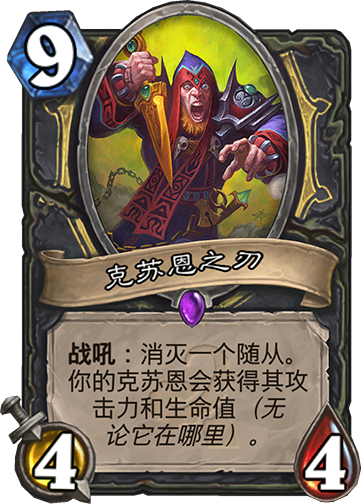 9
克苏恩之刃
战吼：消灭一个随从。
你的克苏恩会获得其攻
击力和生命值（无
论它在哪里）。
4
4